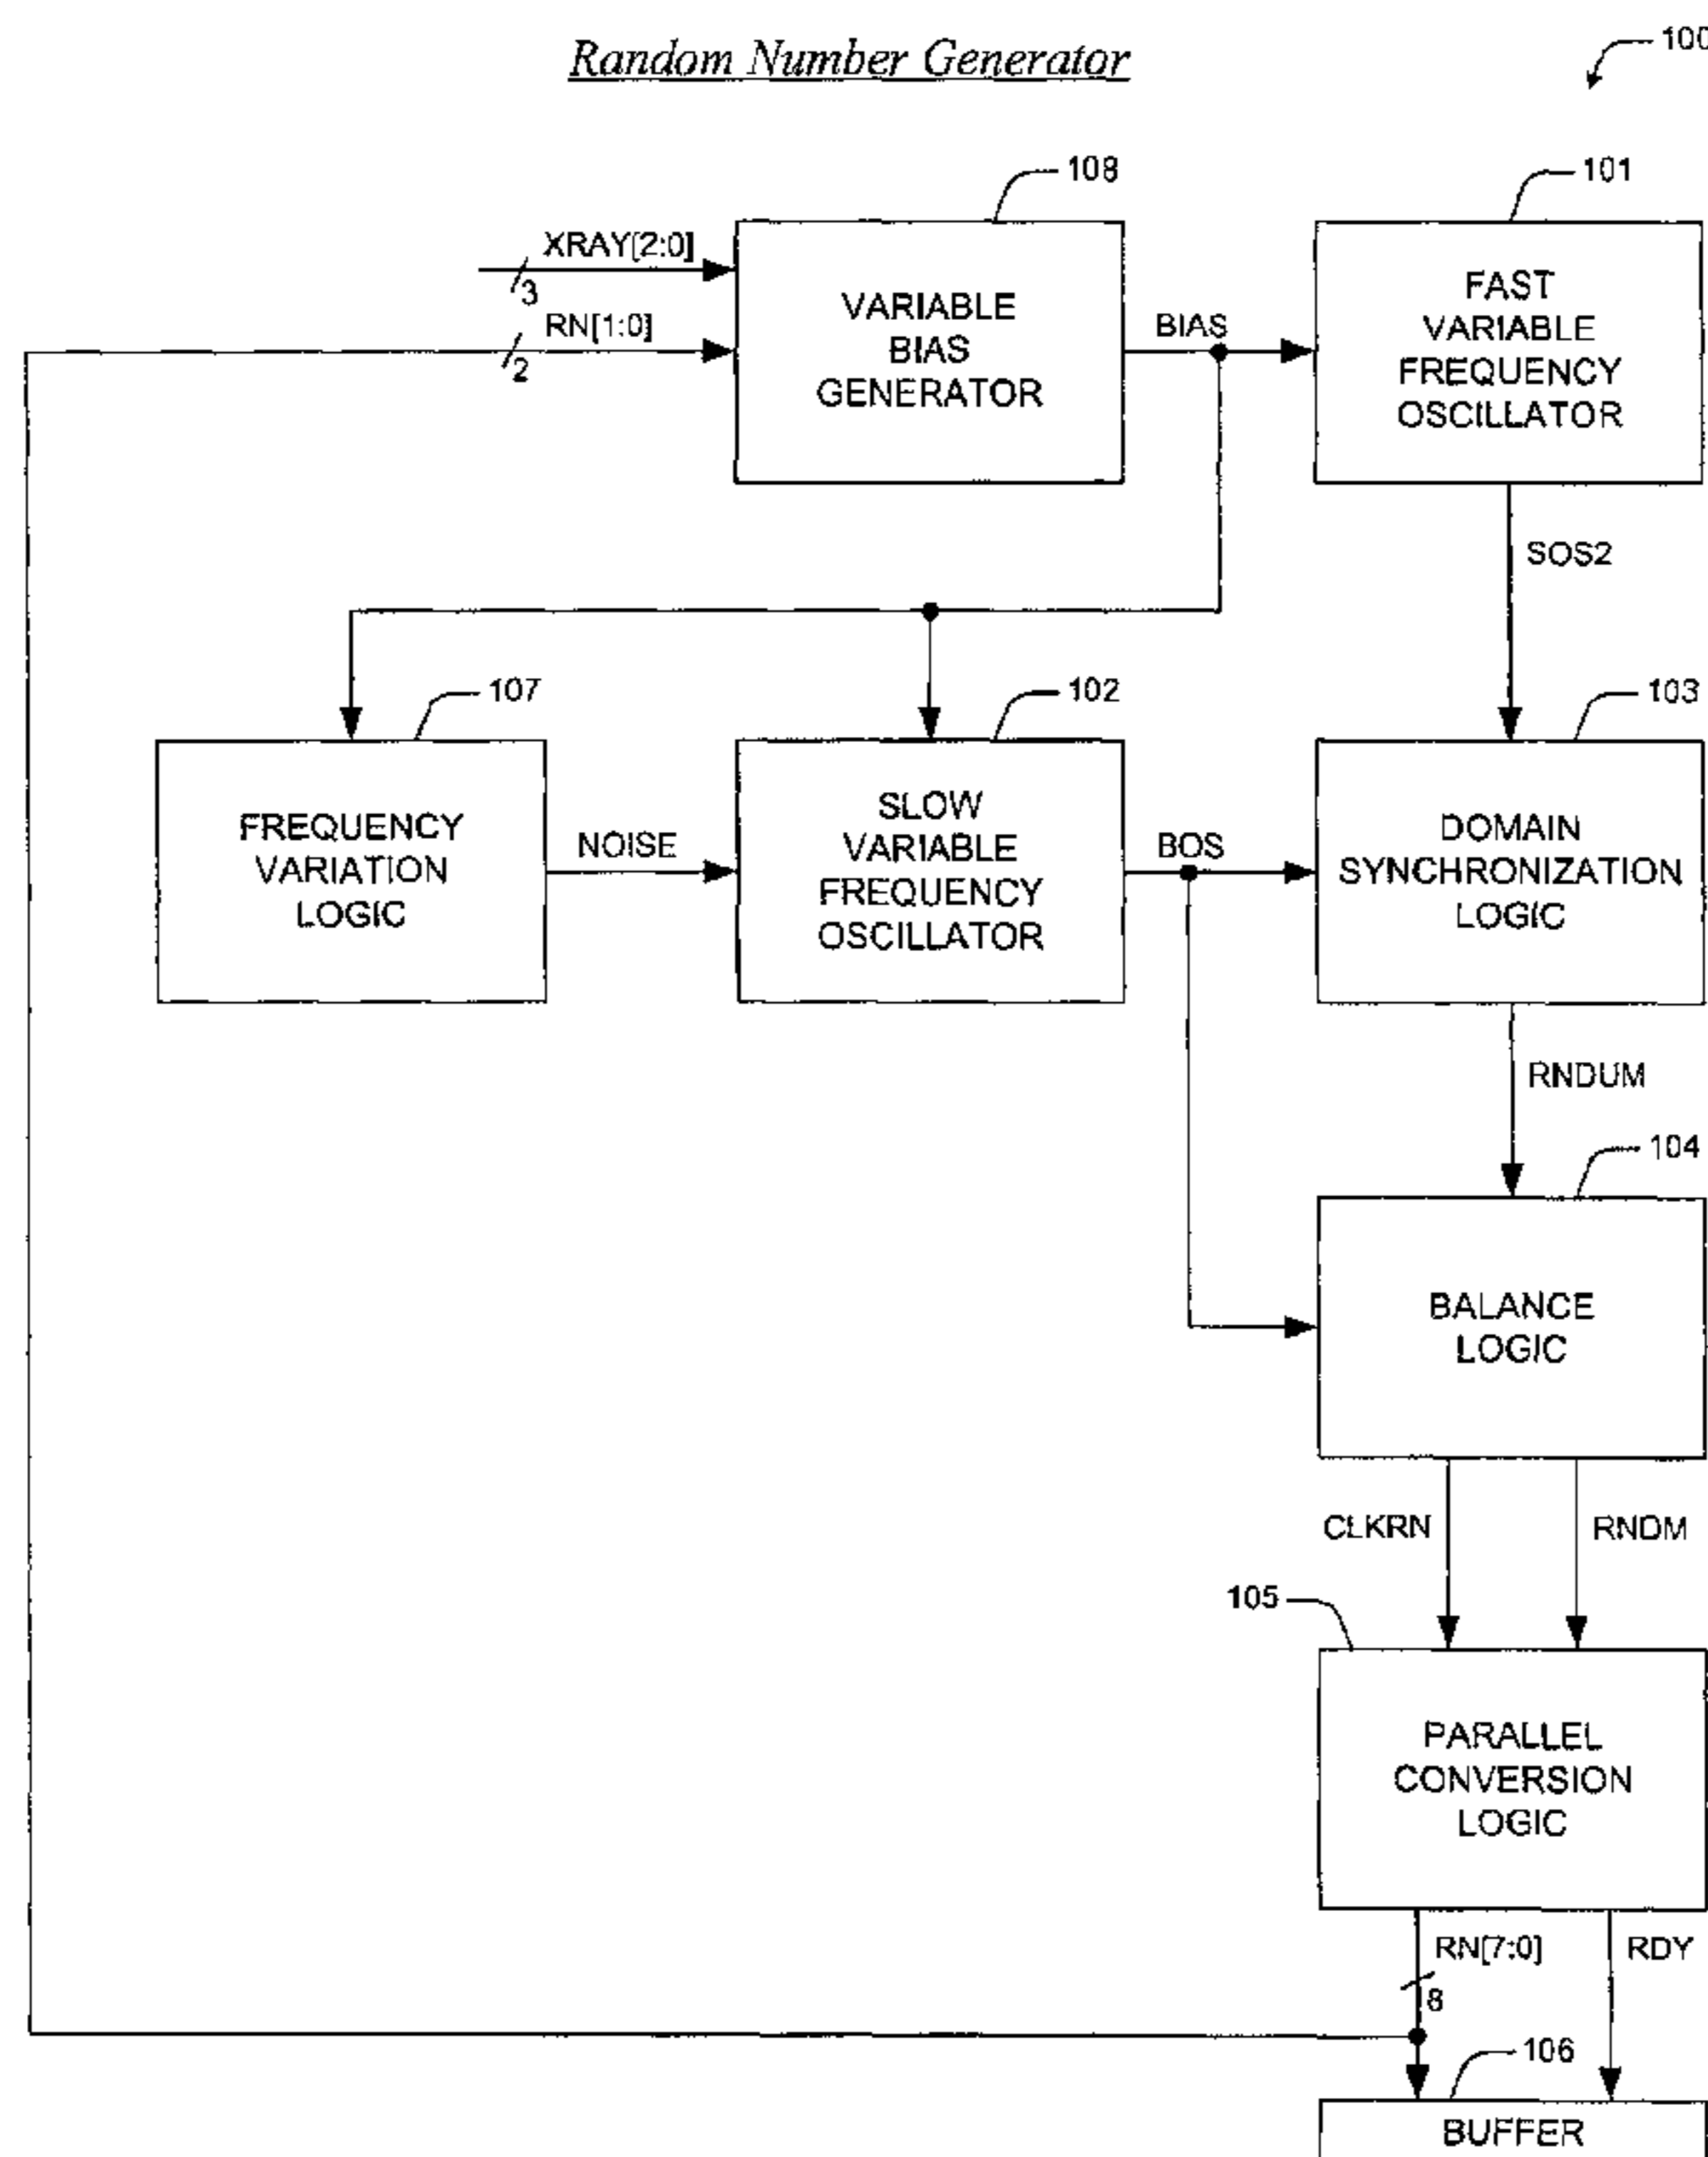 Random Number Generator
100
108
101
XRAY[2:0]
3
RN[1:0]
2
VARIABLE
BIAS
GENERATOR
BIAS
FAST
VARIABLE
FREQUENCY
OSCILLATOR
SOS2
107
102
103
FREQUENCY
VARIATION
LOGIC
NOISE
SLOW
VARIABLE
FREQUENCY
OSCILLATOR
BOS
DOMAIN
SYNCHRONIZATION
LOGIC
RNDUM
104
BALANCE
LOGIC
CLKRN
RNDM
105
PARALLEL
CONVERSION
LOGIC
RN[7:0]
RDY
8
106
BUFFER